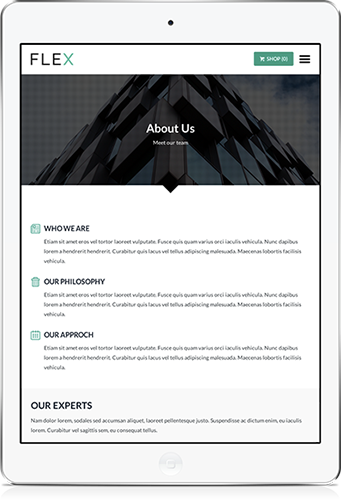 FLEX
SHOP (0)
About Us
Meet our team
WHO WE ARE
Etiam sit amet eros vel tortor laoreet vulputate. Fusce quis quam varius orci iaculis vehicula. Nunc dapibus
lorem a hendrerit hendrerit. Curabitur quis lacus vel tellus adipiscing malesuada. Maecenas lobortis facilisis
vehicula.
OUR PHILOSOPHY
Etiam sit amet eros vel tortor laoreet vulputate. Fusce quis quam varius orci iaculis vehicula. Nunc dapibus
lorem a hendrerit hendrerit. Curabitur quis lacus vel tellus adipiscing malesuada. Maecenas lobortis facilisis
vehicula.
OUR APPROCH
Etiam sit amet eros vel tortor laoreet vulputate. Fusce quis quam varius orci iaculis vehicula. Nunc dapibus
lorem a hendrerit hendrerit. Curabitur quis lacus vel tellus adipiscing malesuada. Maecenas lobortis facilisis
vehicula.
OUR EXPERTS
Nam dolor lorem, sodales sed accumsan aliquet, laoreet pellentesque justo. Suspendisse ac dictum enim, eu iaculis
lorem. Curabitur vel sagittis sem, eu consequat tellus.